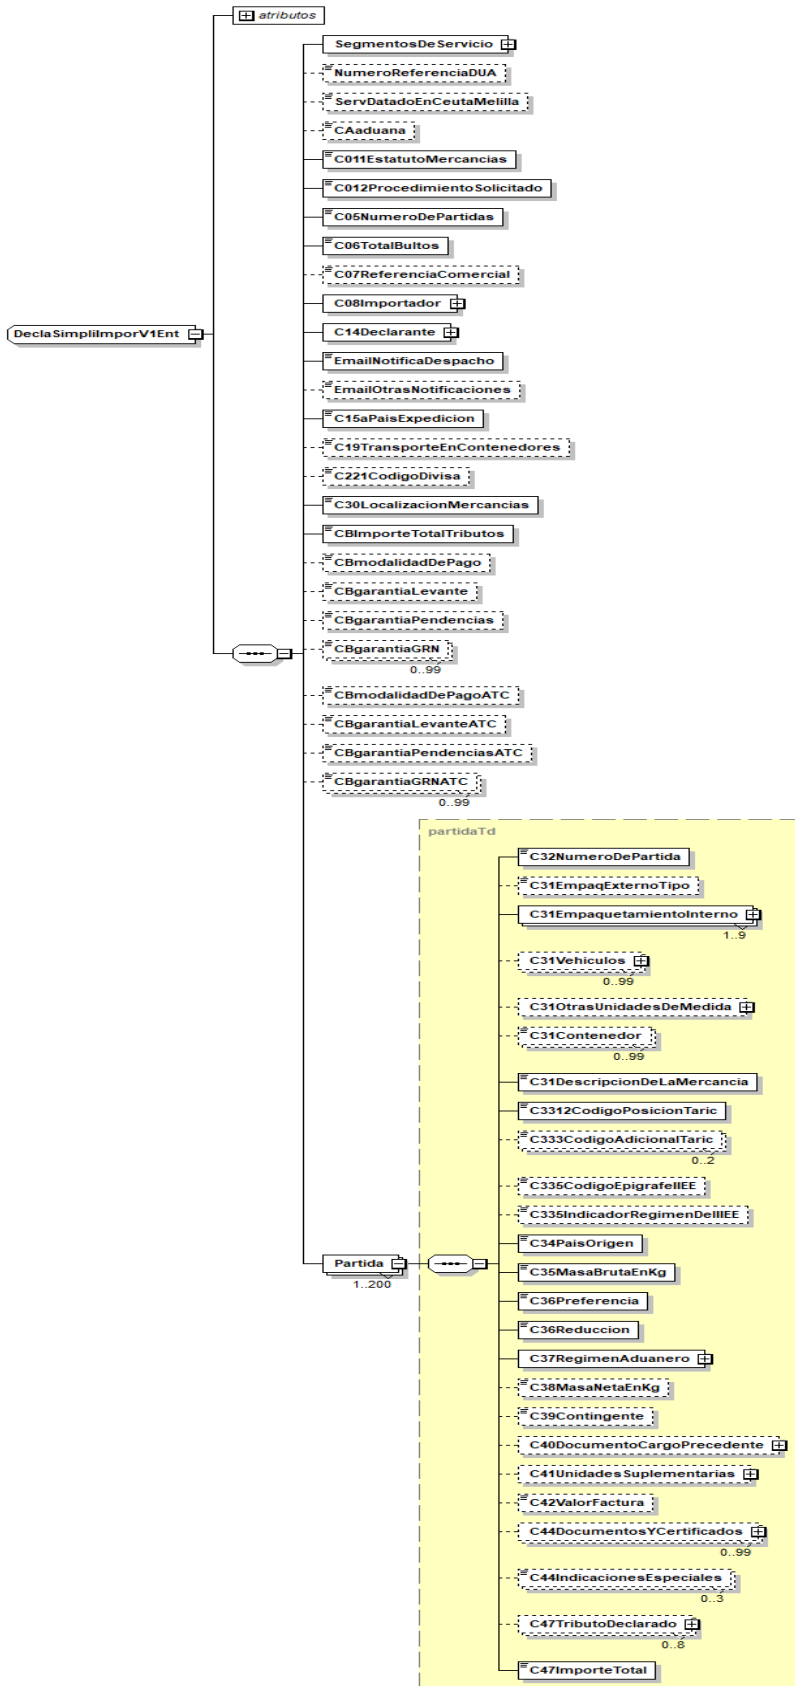 atributos
SegmentosDeServicio
NumeroReferenciaDUA
ServDatadoEnCeutaMelilla
CAaduana
C011EstatutoMercancias
C012ProcedimientoSolicitado
C05NumeroDePartidas
C06TotalBultos
C07ReferenciaComercial
C08Importador
C14Declarante
DeclaSimpliImporV1Ent
EmailNotificaDespacho
EmailOtrasNotificaciones
C15aPaisExpedicion
C19TransporteEnContenedores
C221CodigoDivisa
C30LocalizacionMercancias
CBImporteTotalTributos
CBmodalidadDePago
CBgarantiaLevante
CBgarantiaPendencias
CBgarantiaGRN
0..99
CBmodalidadDePagoATC
CBgarantiaLevanteATC
CBgarantiaPendenciasATC
CBgarantiaGRNATC
0..99
partidaTd
C32NumeroDePartida
C31EmpaqExternoTipo
C31EmpaquetamientoInterno
1..9
C31Vehiculos
0..99
C31OtrasUnidadesDeMedida
C31Contenedor
0..99
C31DescripcionDeLaMercancia
C3312CodigoPosicionTaric
C333CodigoAdicionalTaric
0..2
C335CodigoEpigrafeIIEE
C335IndicadorRegimenDeIIIEE
C34PaisOrigen
Partida
1..200
C35MasaBrutaEnKg
C36Preferencia
C36Reduccion
C37RegimenAduanero
C38MasaNetaEnKg
C39Contingente
C40DocumentoCargoPrecedente
C41UnidadesSuplementarias
C42ValorFactura
C44DocumentosYCertificados
0..99
C44IndicacionesEspeciales
0..3
C47TributoDeclarado
0..8
C47ImporteTotal